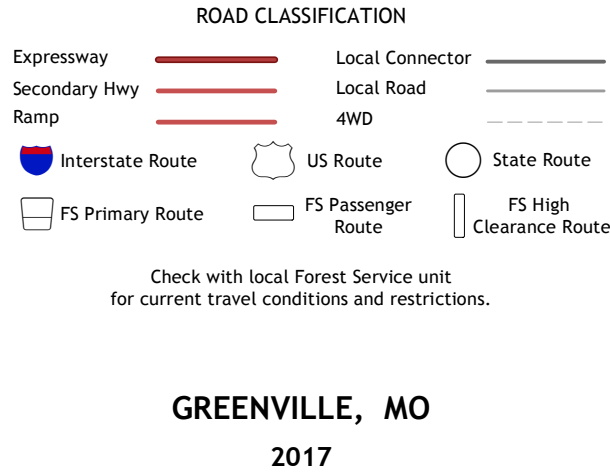 ROAD CLASSIFICATION
Expressway
Local Connector
Secondary Hwy
Local Road
Ramp
4WD
Interstate Route
US Route
State Route
FS Primary Route
FS Passenger
Route
FS High
Clearance Route
Check with local Forest Service unit
for current travel conditions and restrictions.
GREENVILLE, MO
2017